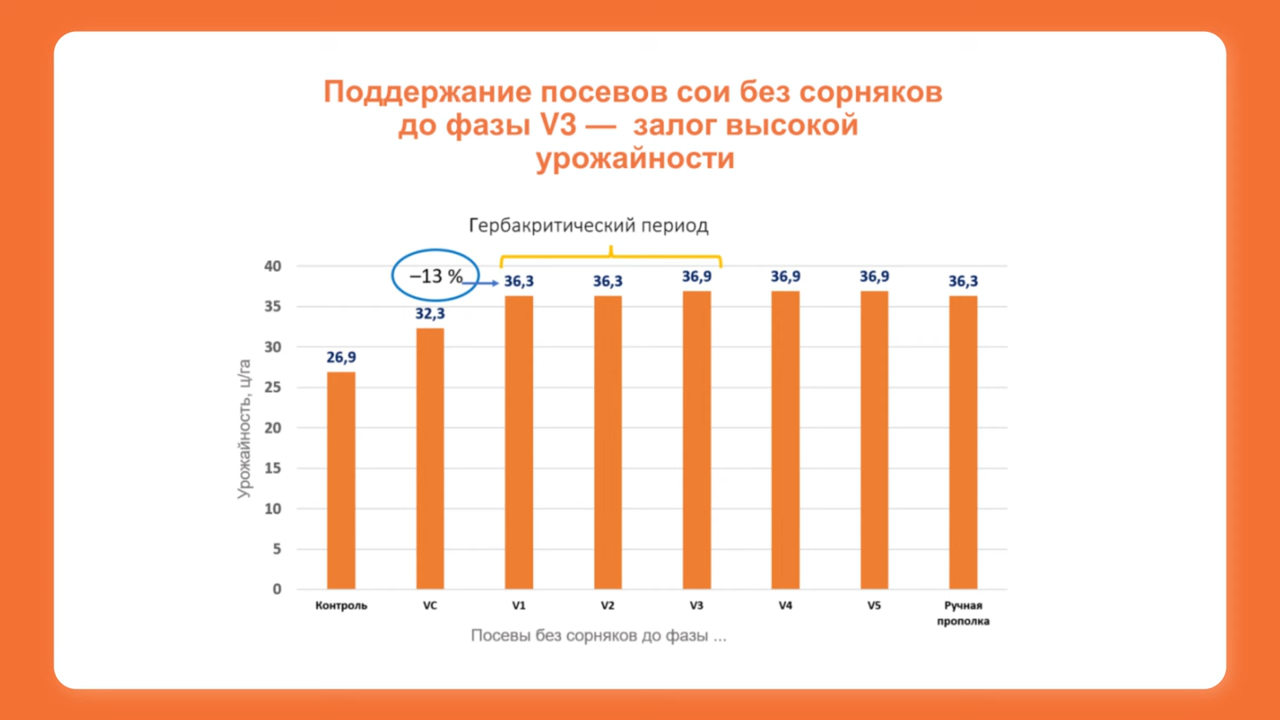 Поддержание посевов сои без сорняков
до фазы V3 — залог высокой
урожайности
Гербакритический период
–13 %
40
35
30
25
20
15
10
5
0
Урожайность, ц/га
26,9
32,3
36,3
36,3
36,9
36,9
36,9
36,3
Контроль
VC
V1
V2
V3
V4
V5
Ручная
прополка
Посевы без сорняков до фазы ...